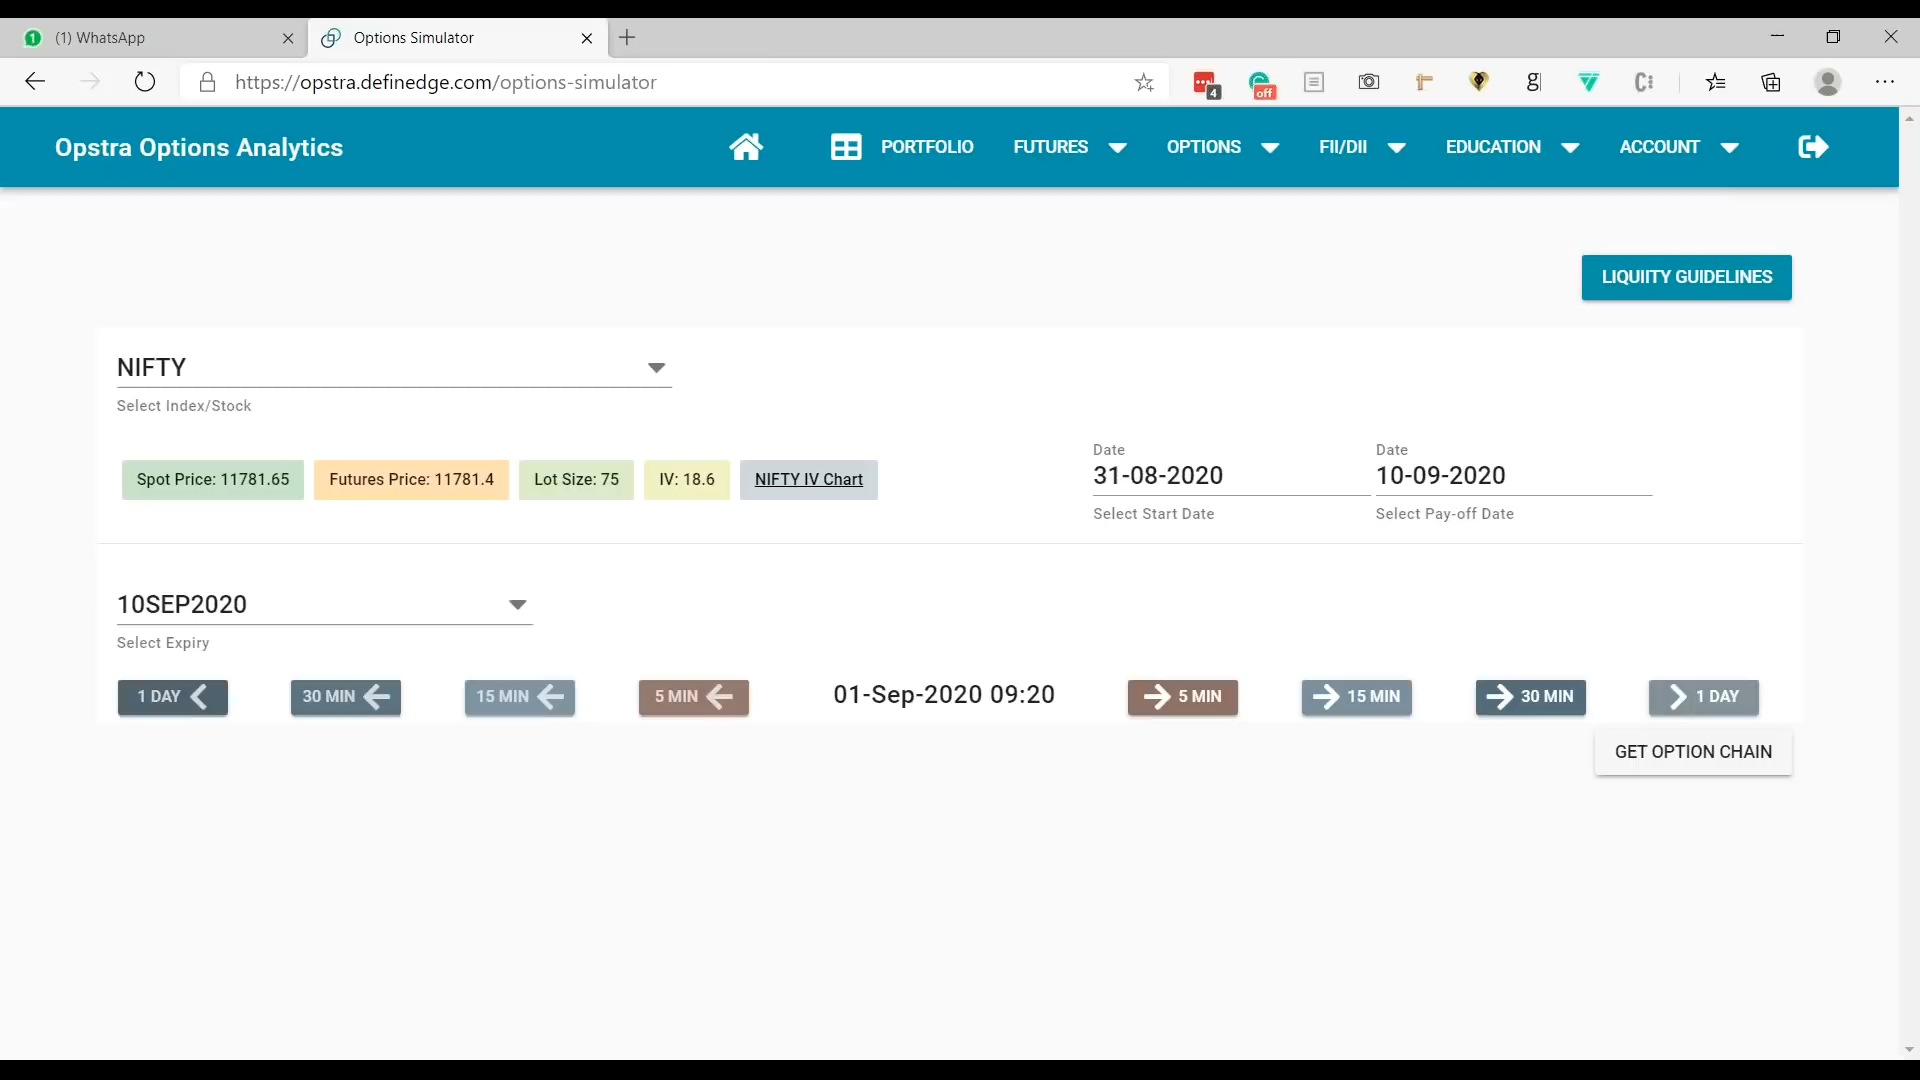 (1) WhatsApp
Options Simulator
https://opstra.definedge.com/options-simulator
4
off
g
Opstra Options Analytics
PORTFOLIO
FUTURES
OPTIONS
FII/DII
EDUCATION
ACCOUNT
LIQUIITY GUIDELINES
NIFTY
Select Index/Stock
Spot Price: 11781.65
Futures Price: 11781.4
Lot Size: 75
IV: 18.6
NIFTY IV Chart
Date
31-08-2020
Select Start Date
Date
10-09-2020
Select Pay-off Date
10SEP2020
Select Expiry
1 DAY
30 MIN
15 MIN
5 MIN
01-Sep-2020 09:20
5 MIN
15 MIN
30 MIN
1 DAY
GET OPTION CHAIN